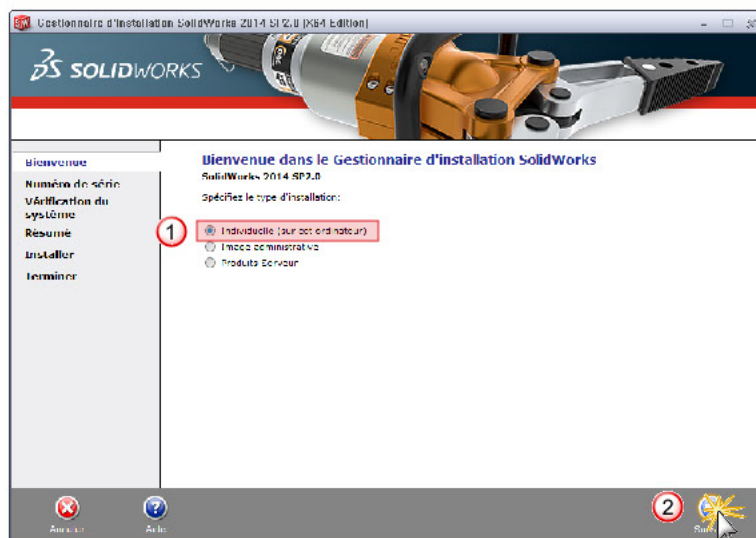 Gestionnaire d'installation SolidWorks 2014 SP2.0 (X64 Edition)
3S SOLIDWORKS
Bienvenue
Numéro de série
Vérification du
système
Résumé
Installer
Terminer
Bienvenue dans le Gestionnaire d'installation SolidWorks
SolidWorks 2014 SP2.0
Spécifiez le type d'installation:
1
Individuelle (sur cet ordinateur)
Image administrative
Produits Serveur
Annuler
Aide
2